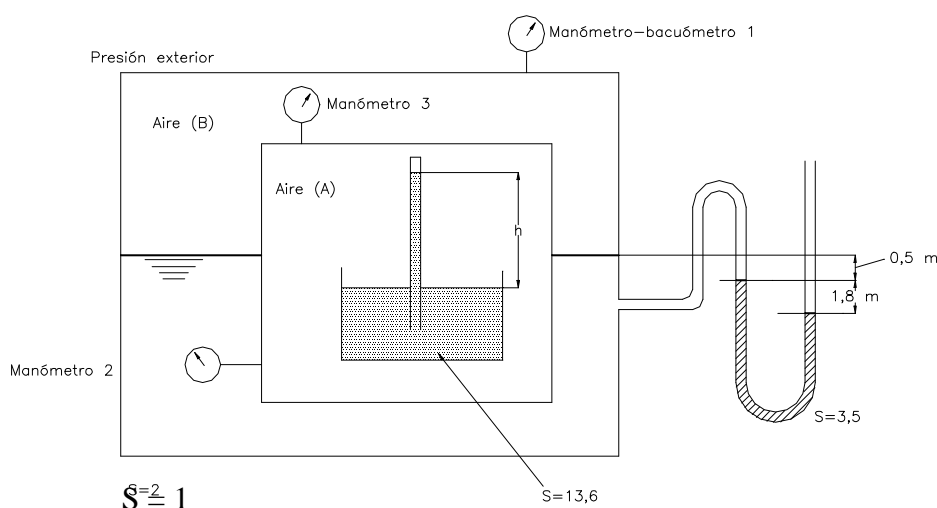 Manómetro-bacuómetro 1
Presión exterior
Manómetro 3
Aire (B)
Aire (A)
h
0,5 m
1,8 m
Manómetro 2
S=3,5
S=2
S = 1
S=13,6